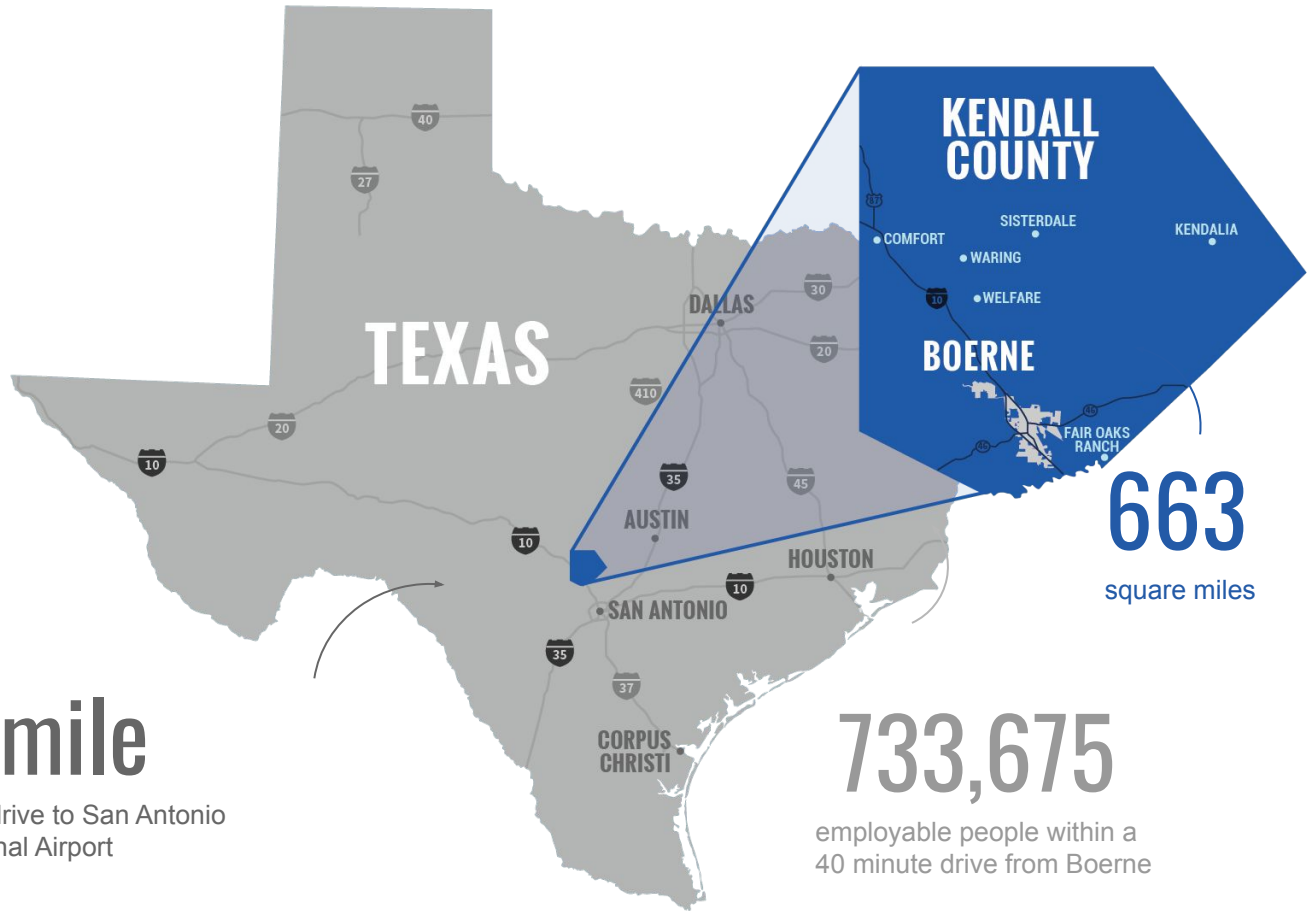 40
27
KENDALL
COUNTY
87
SISTERDALE
KENDALIA
COMFORT
WARING
10
WELFARE
BOERNE
46
46
FAIR OAKS
RANCH
TEXAS
DALLAS
30
20
410
20
10
35
45
AUSTIN
10
HOUSTON
10
SAN ANTONIO
35
37
CORPUS
CHRISTI
663
square miles
mile
drive to San Antonio
Airport
733,675
employable people within a
40 minute drive from Boerne